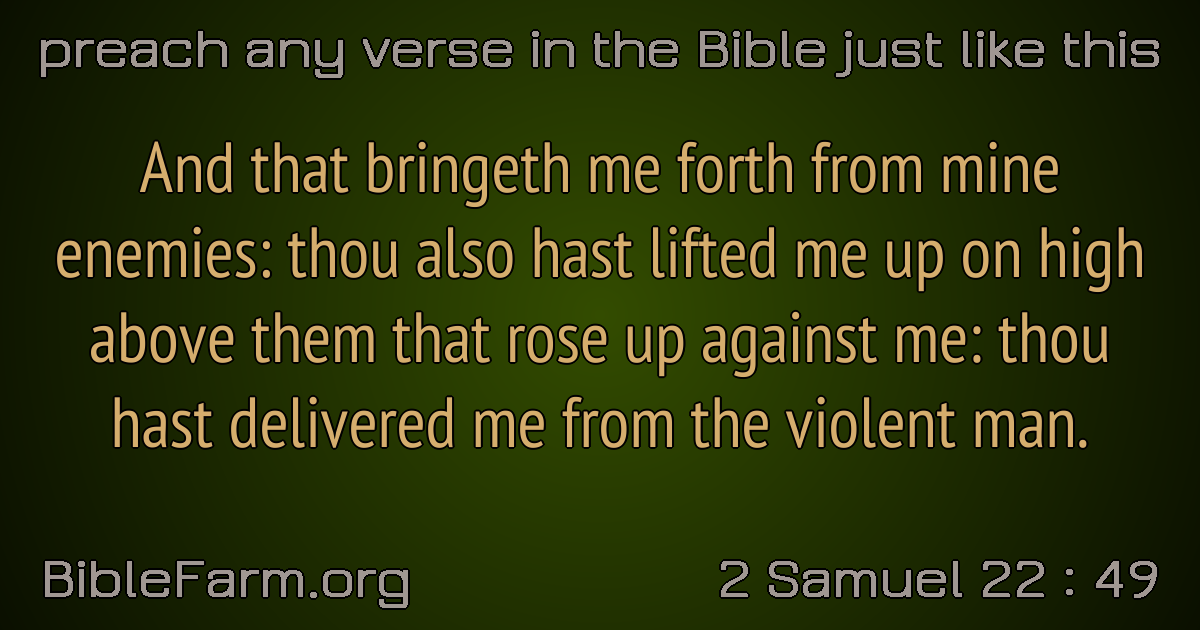 preach any verse in the Bible just like this
And that bringeth me forth from mine
enemies: thou also hast lifted me up on high
above them that rose up against me: thou
hast delivered me from the violent man.
BibleFarm.org
2 Samuel 22 : 49